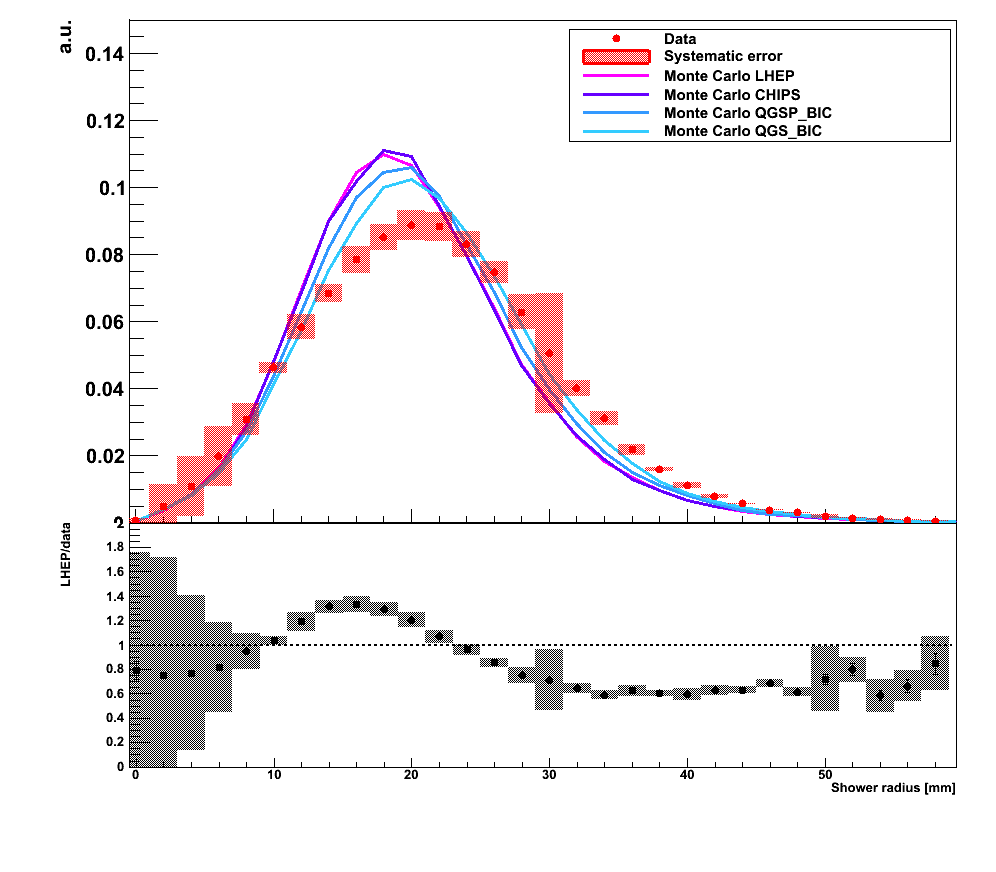 a.u.
Data
Systematic error
Monte Carlo LHEP
Monte Carlo CHIPS
Monte Carlo QGSP_BIC
Monte Carlo QGS_BIC
0.14
0.12
0.1
0.08
0.06
0.04
0.02
LHEP/data
2
1.8
1.6
1.4
1.2
1
0.8
0.6
0.4
0.2
0
0 10 20 30 40 50
Shower radius [mm]